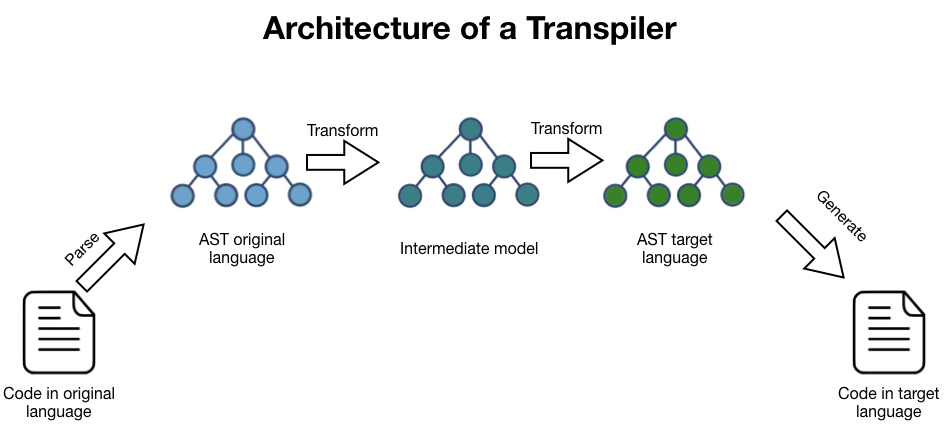 Architecture of a Transpiler
Transform
Transform
Parse
Generate
AST original
language
Intermediate model
AST target
language
Code in original
language
Code in target
language